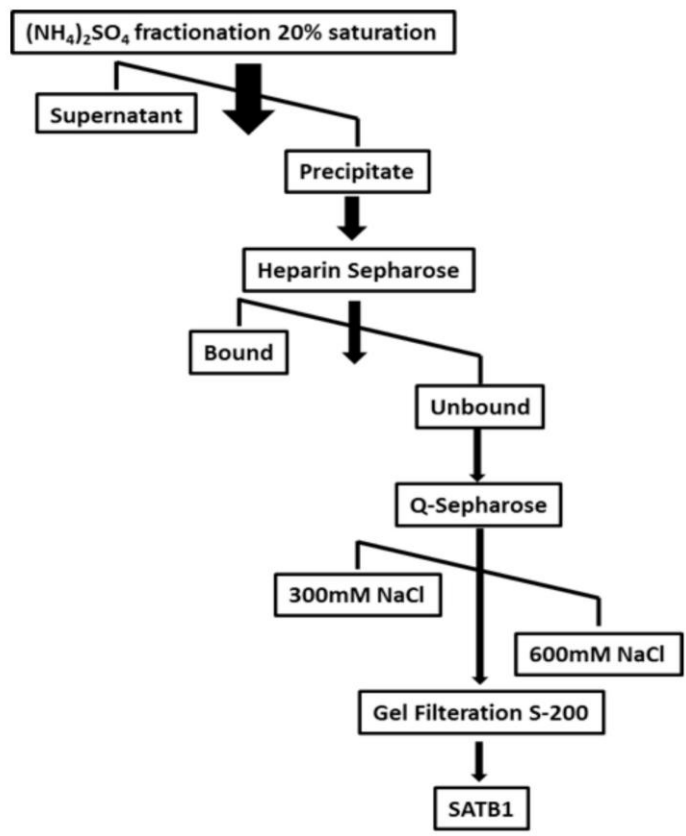 (NH₄)₂SO₄ fractionation 20% saturation
Supernatant
Precipitate
Heparin Sepharose
Bound
Unbound
Q-Sepharose
300mM NaCl
600mM NaCl
Gel Filteration S-200
SATB1